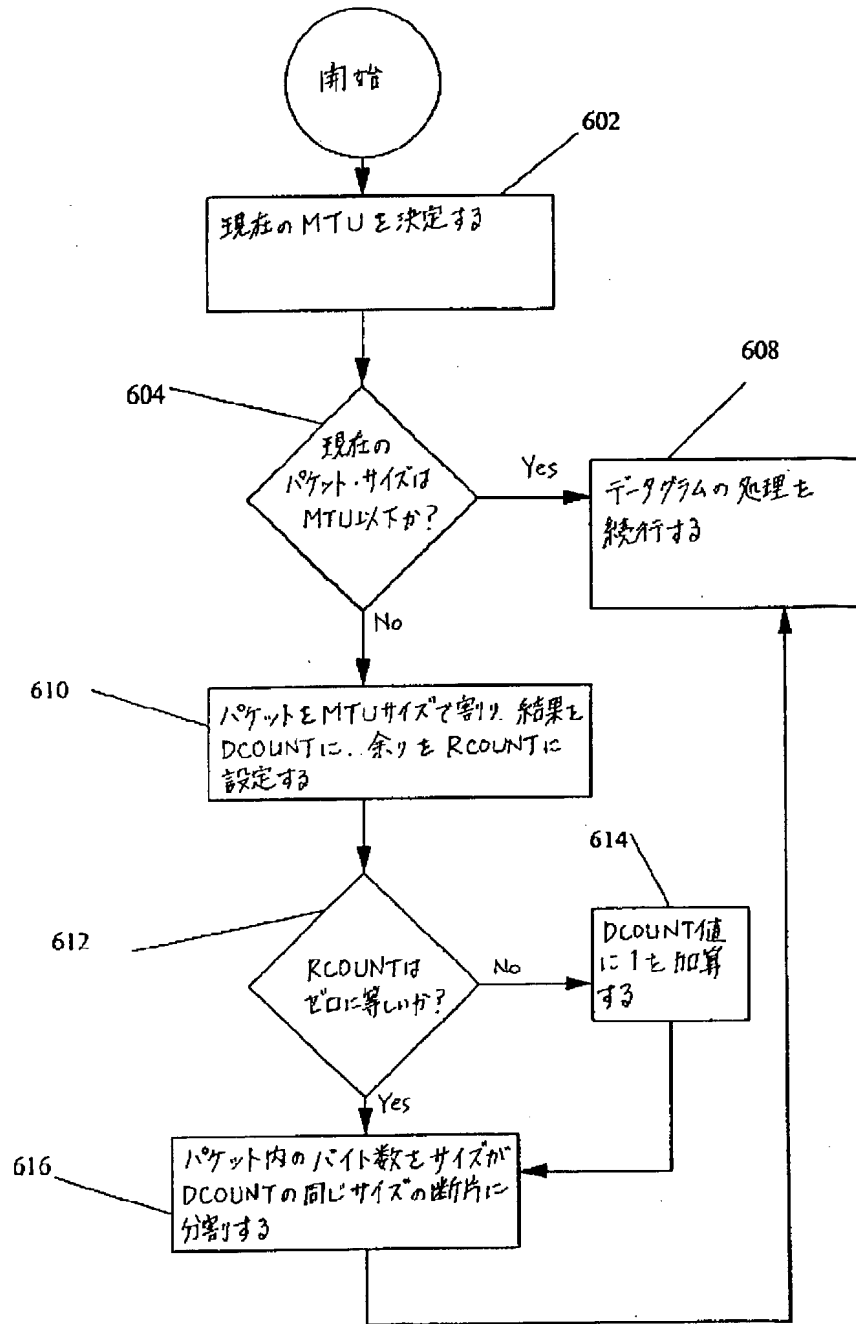 開始
602
現在のMTUを決定する
604
608
現在の
パケット・サイズは
MTU以下か?
Yes
データグラムの処理を
続行する
No
610
パケットをMTUサイズで割り、結果を
DCOUNTに、余りをRCOUNTに
設定する
612
614
RCOUNTは
ゼロに等しいか?
No
DCOUNT値
に1を加算
する
Yes
616
パケット内のバイト数をサイズが
DCOUNTの同じサイズの断片に
分割する